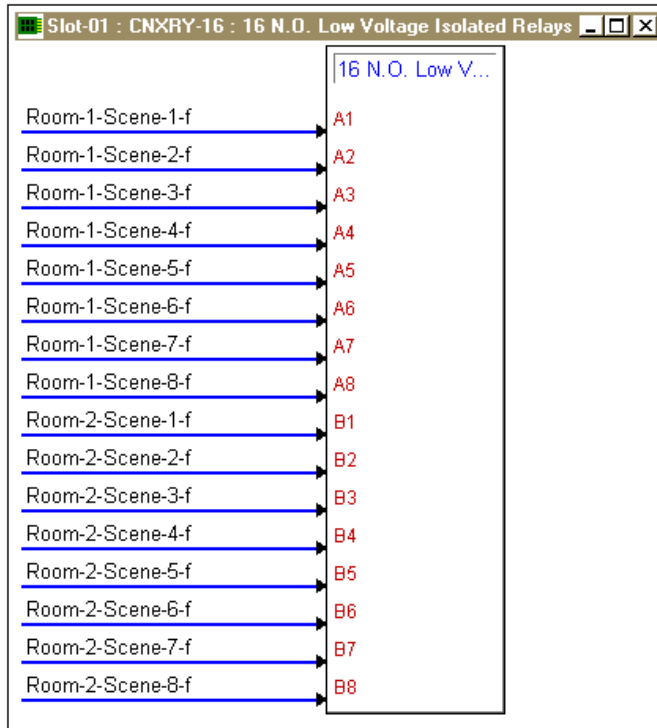 Slot-01 : CNXRY-16 : 16 N.O. Low Voltage Isolated Relays
16 N.O. Low V...
Room-1-Scene-1-f A1
Room-1-Scene-2-f A2
Room-1-Scene-3-f A3
Room-1-Scene-4-f A4
Room-1-Scene-5-f A5
Room-1-Scene-6-f A6
Room-1-Scene-7-f A7
Room-1-Scene-8-f A8
Room-2-Scene-1-f B1
Room-2-Scene-2-f B2
Room-2-Scene-3-f B3
Room-2-Scene-4-f B4
Room-2-Scene-5-f B5
Room-2-Scene-6-f B6
Room-2-Scene-7-f B7
Room-2-Scene-8-f B8